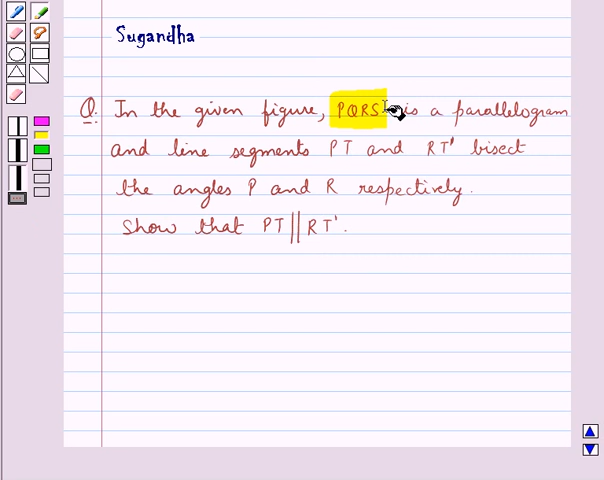 Sugandha
Q. In the given figure, PQRS is a parallelogram
and line segments PT and RT' bisect
the angles P and R respectively.
Show that PT || RT'.